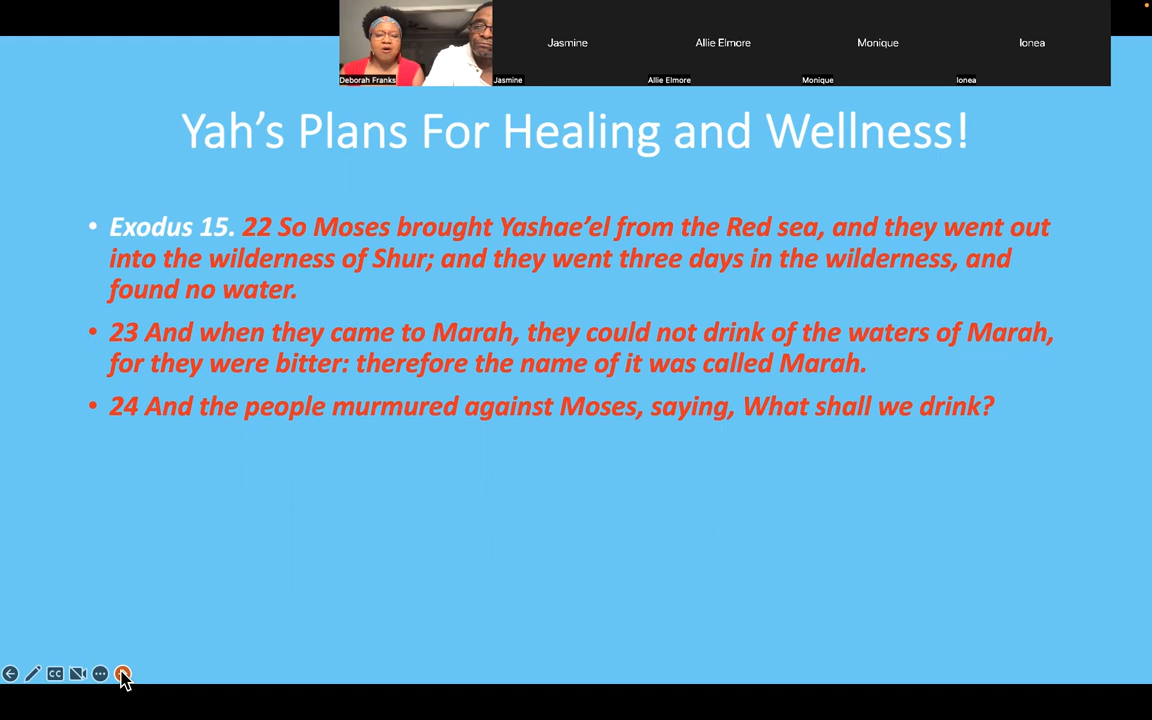 Jasmine
Allie Elmore
Monique
Ionea
Deborah Franks
Jasmine
Allie Elmore
Monique
Ionea
Yah’s Plans For Healing and Wellness!
• Exodus 15. 22 So Moses brought Yashae’el from the Red sea, and they went out
into the wilderness of Shur; and they went three days in the wilderness, and
found no water.
• 23 And when they came to Marah, they could not drink of the waters of Marah,
for they were bitter: therefore the name of it was called Marah.
• 24 And the people murmured against Moses, saying, What shall we drink?
CC